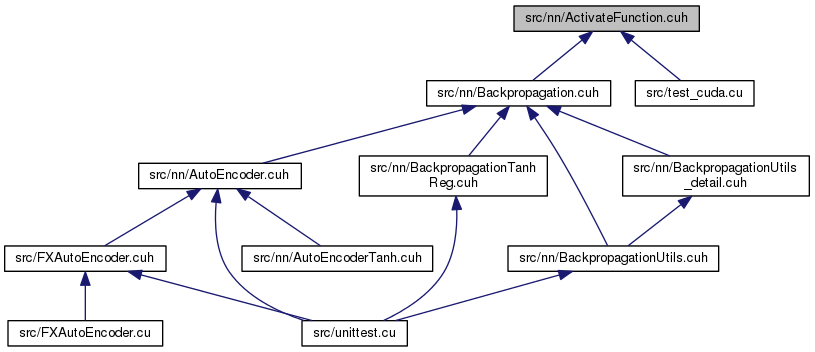 src/nn/ActivateFunction.cuh
src/nn/Backpropagation.cuh
src/test_cuda.cu
src/nn/AutoEncoder.cuh
src/nn/BackpropagationTanh
Reg.cuh
src/nn/BackpropagationUtils
_detail.cuh
src/FXAutoEncoder.cuh
src/nn/AutoEncoderTanh.cuh
src/nn/BackpropagationUtils.cuh
src/FXAutoEncoder.cu
src/unittest.cu